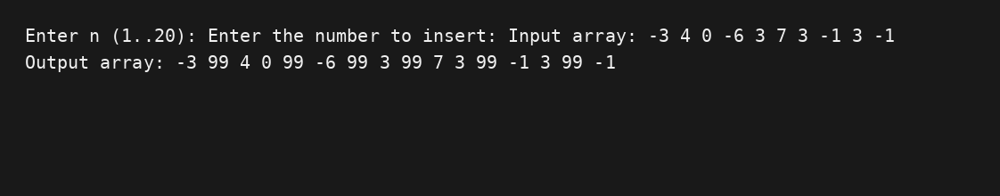 Enter n (1..20): Enter the number to insert: Input array: -3 4 0 -6 3 7 3 -1 3 -1
Output array: -3 99 4 0 99 -6 99 3 99 7 3 99 -1 3 99 -1